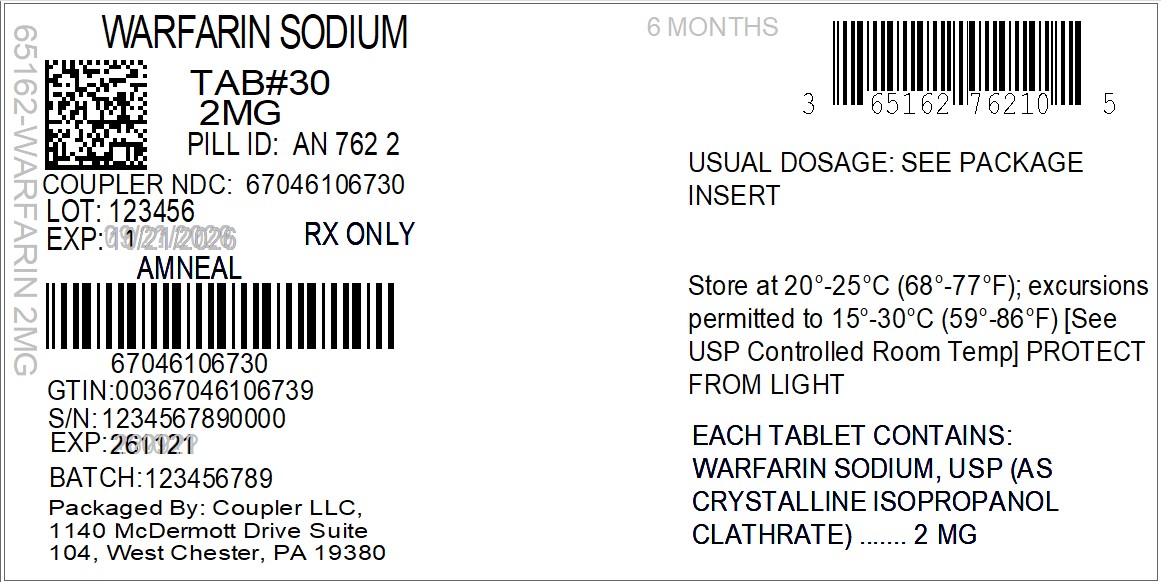 65162-WARFARIN 2MG
WARFARIN SODIUM
TAB#30
2MG
PILL ID: AN 762 2
COUPLER NDC: 67046106730
LOT: 123456
EXP:
RX ONLY
AMNEAL
67046106730
GTIN:00367046106739
S/N:1234567890000
EXP:
BATCH:123456789
Packaged By: Coupler LLC,
1140 McDermott Drive Suite
104, West Chester, PA 19380
6 MONTHS
3 65162 76210 5
USUAL DOSAGE: SEE PACKAGE
INSERT
Store at 20°-25°C (68°-77°F); excursions
permitted to 15°-30°C (59°-86°F) [See
USP Controlled Room Temp] PROTECT
FROM LIGHT
EACH TABLET CONTAINS:
WARFARIN SODIUM, USP (AS
CRYSTALLINE ISOPROPANOL
CLATHRATE) ....... 2 MG